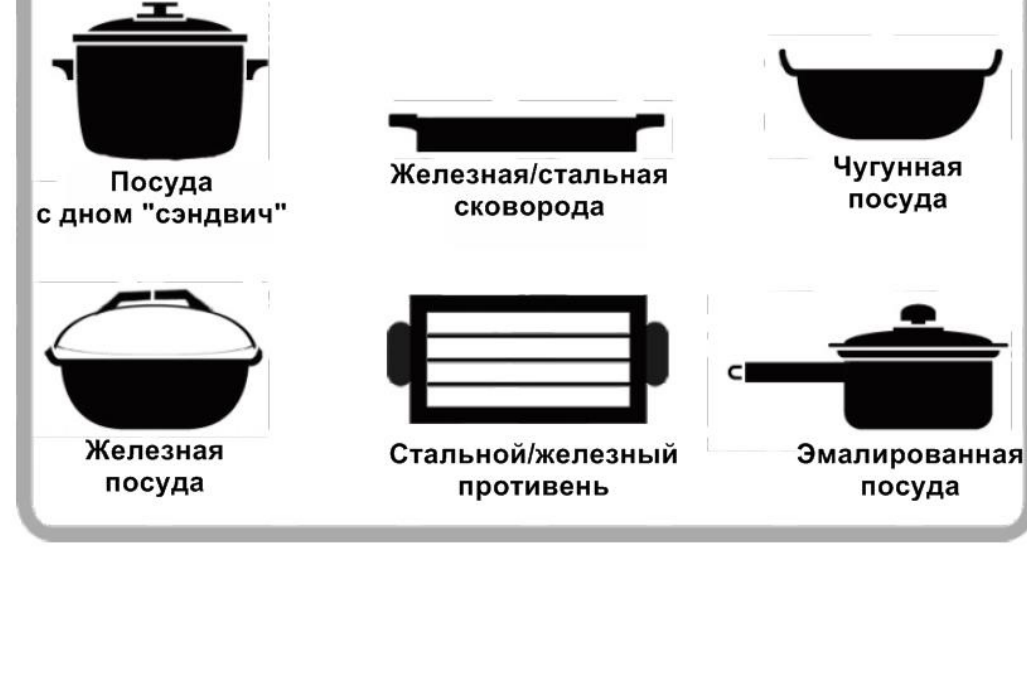 Посуда
с дном "сэндвич"
Железная/стальная
сковорода
Чугунная
посуда
Железная
посуда
Стальной/железный
противень
Эмалированная
посуда